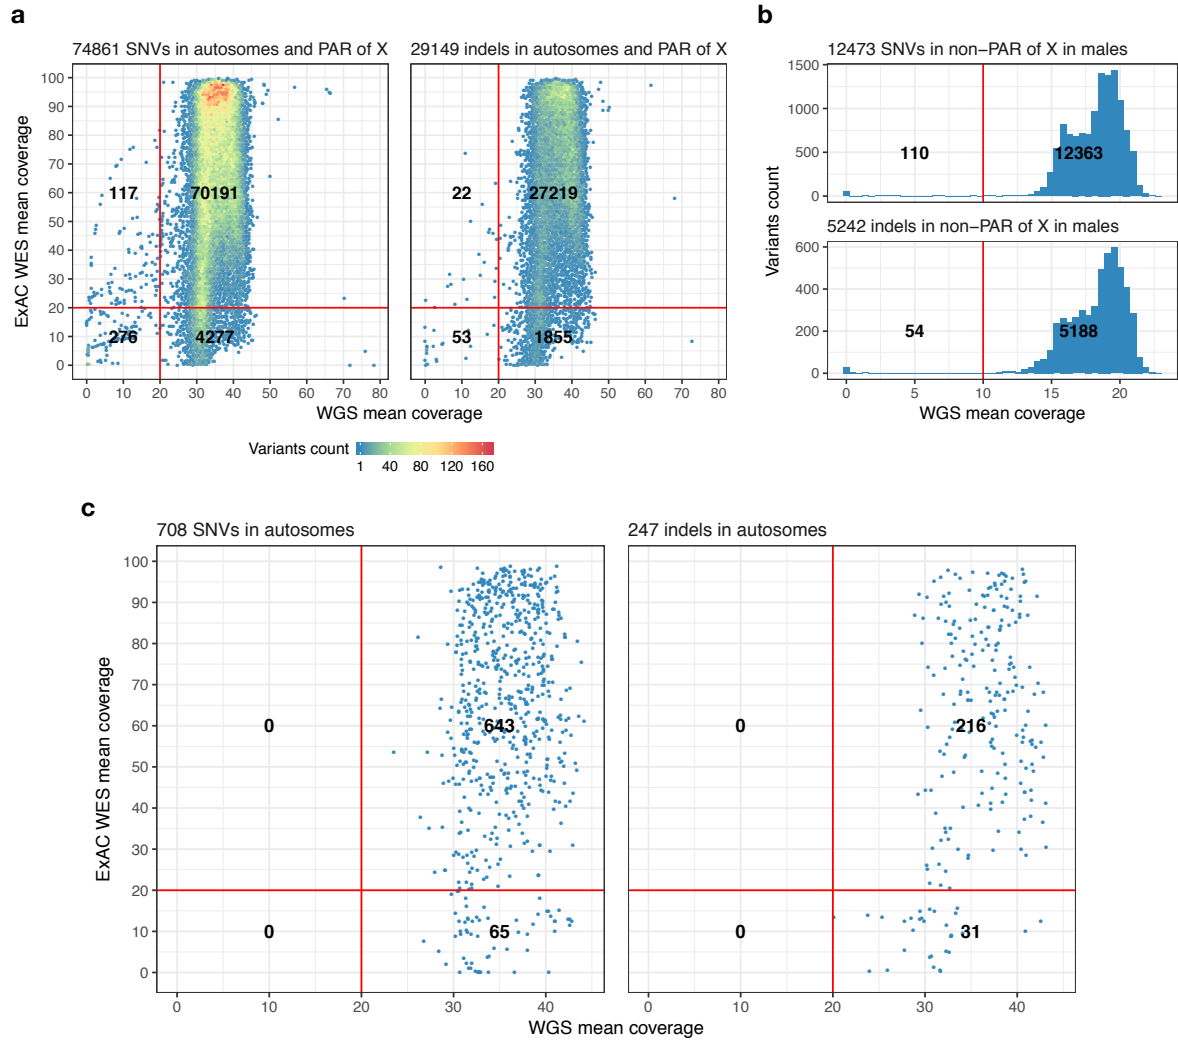 a
74861 SNVs in autosomes and PAR of X
29149 indels in autosomes and PAR of X
ExAC WES mean coverage
100
90
80
70
60
50
40
30
20
10
0
117
70191
276
4277
22
27219
53
1855
0 10 20 30 40 50 60 70 80
0 10 20 30 40 50 60 70 80
WGS mean coverage
Variants count
1 40 80 120 160
b
12473 SNVs in non−PAR of X in males
1500
1000
500
0
110
12363
5242 indels in non−PAR of X in males
Variants count
600
400
200
0
54
5188
0 5 10 15 20
WGS mean coverage
c
708 SNVs in autosomes
247 indels in autosomes
ExAC WES mean coverage
100
90
80
70
60
50
40
30
20
10
0
0
643
0
65
0
216
0
31
0 10 20 30 40
0 10 20 30 40
WGS mean coverage